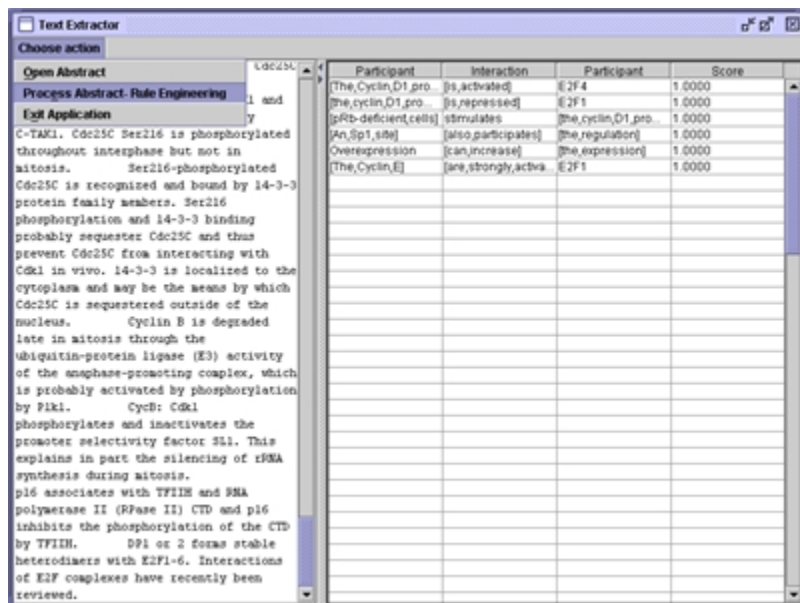 Text Extractor
Choose action
Open Abstract
Process Abstract- Rule Engineering
Exit Application
Cdc25C
l and
y
C-TAK1. Cdc25C Ser216 is phosphorylated
throughout interphase but not in
mitosis. Ser216-phosphorylated
Cdc25C is recognized and bound by 14-3-3
protein family members. Ser216
phosphorylation and 14-3-3 binding
probably sequester Cdc25C and thus
prevent Cdc25C from interacting with
Cdk1 in vivo. 14-3-3 is localized to the
cytoplasm and may be the means by which
Cdc25C is sequestered outside of the
nucleus. Cyclin B is degraded
late in mitosis through the
ubiquitin-protein ligase (E3) activity
of the anaphase-promoting complex, which
is probably activated by phosphorylation
by Plk1. CycB: Cdk1
phosphorylates and inactivates the
promoter selectivity factor SL1. This
explains in part the silencing of rRNA
synthesis during mitosis.
p16 associates with TFIIH and RNA
polymerase II (RPase II) CTD and p16
inhibits the phosphorylation of the CTD
by TFIIH. DP1 or 2 forms stable
heterodimers with E2F1-6. Interactions
of E2F complexes have recently been
reviewed.
Participant Interaction Participant Score
[The,Cyclin,D1,pro... [is,activated] E2F4 1.0000
[the,cyclin,D1,pro... [is,repressed] E2F1 1.0000
[pRb-deficient,cells] stimulates [the,cyclin,D1,pro... 1.0000
[An,Sp1,site] [also,participates] [the,regulation] 1.0000
Overexpression [can,increase] [the,expression] 1.0000
[The,Cyclin,E] [are,strongly,activa... E2F1 1.0000